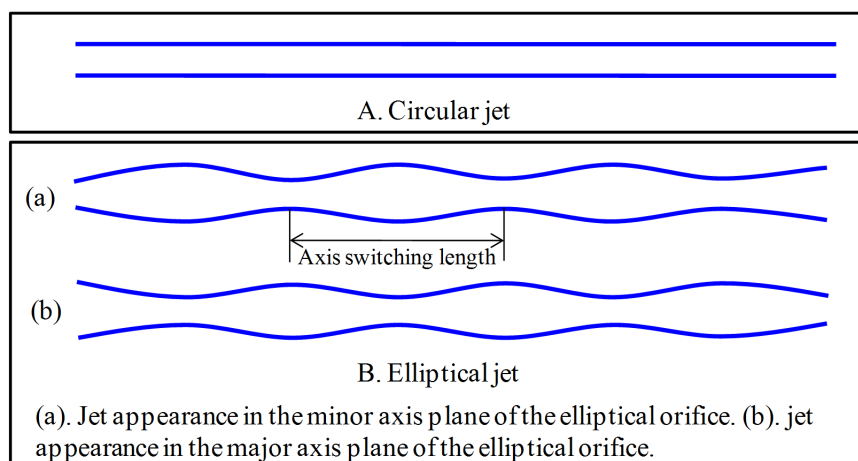 A. Circular jet
(a)
Axis switching length
(b)
B. Elliptical jet
(a). Jet appearance in the minor axis plane of the elliptical orifice. (b). jet
appearance in the major axis plane of the elliptical orifice.